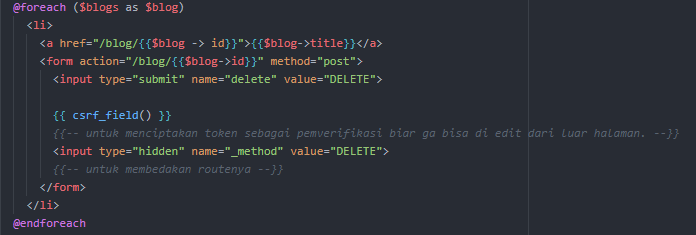 @foreach ($blogs as $blog)
<li>
<a href="/blog/{{$blog -> id}}">{{$blog->title}}</a>
<form action="/blog/{{$blog->id}}" method="post">
<input type="submit" name="delete" value="DELETE">
{{ csrf_field() }}
{{-- untuk menciptakan token sebagai pemverifikasi biar ga bisa di edit dari luar halaman. --}}
<input type="hidden" name="_method" value="DELETE">
{{-- untuk membedakan routenya --}}
</form>
</li>
@endforeach